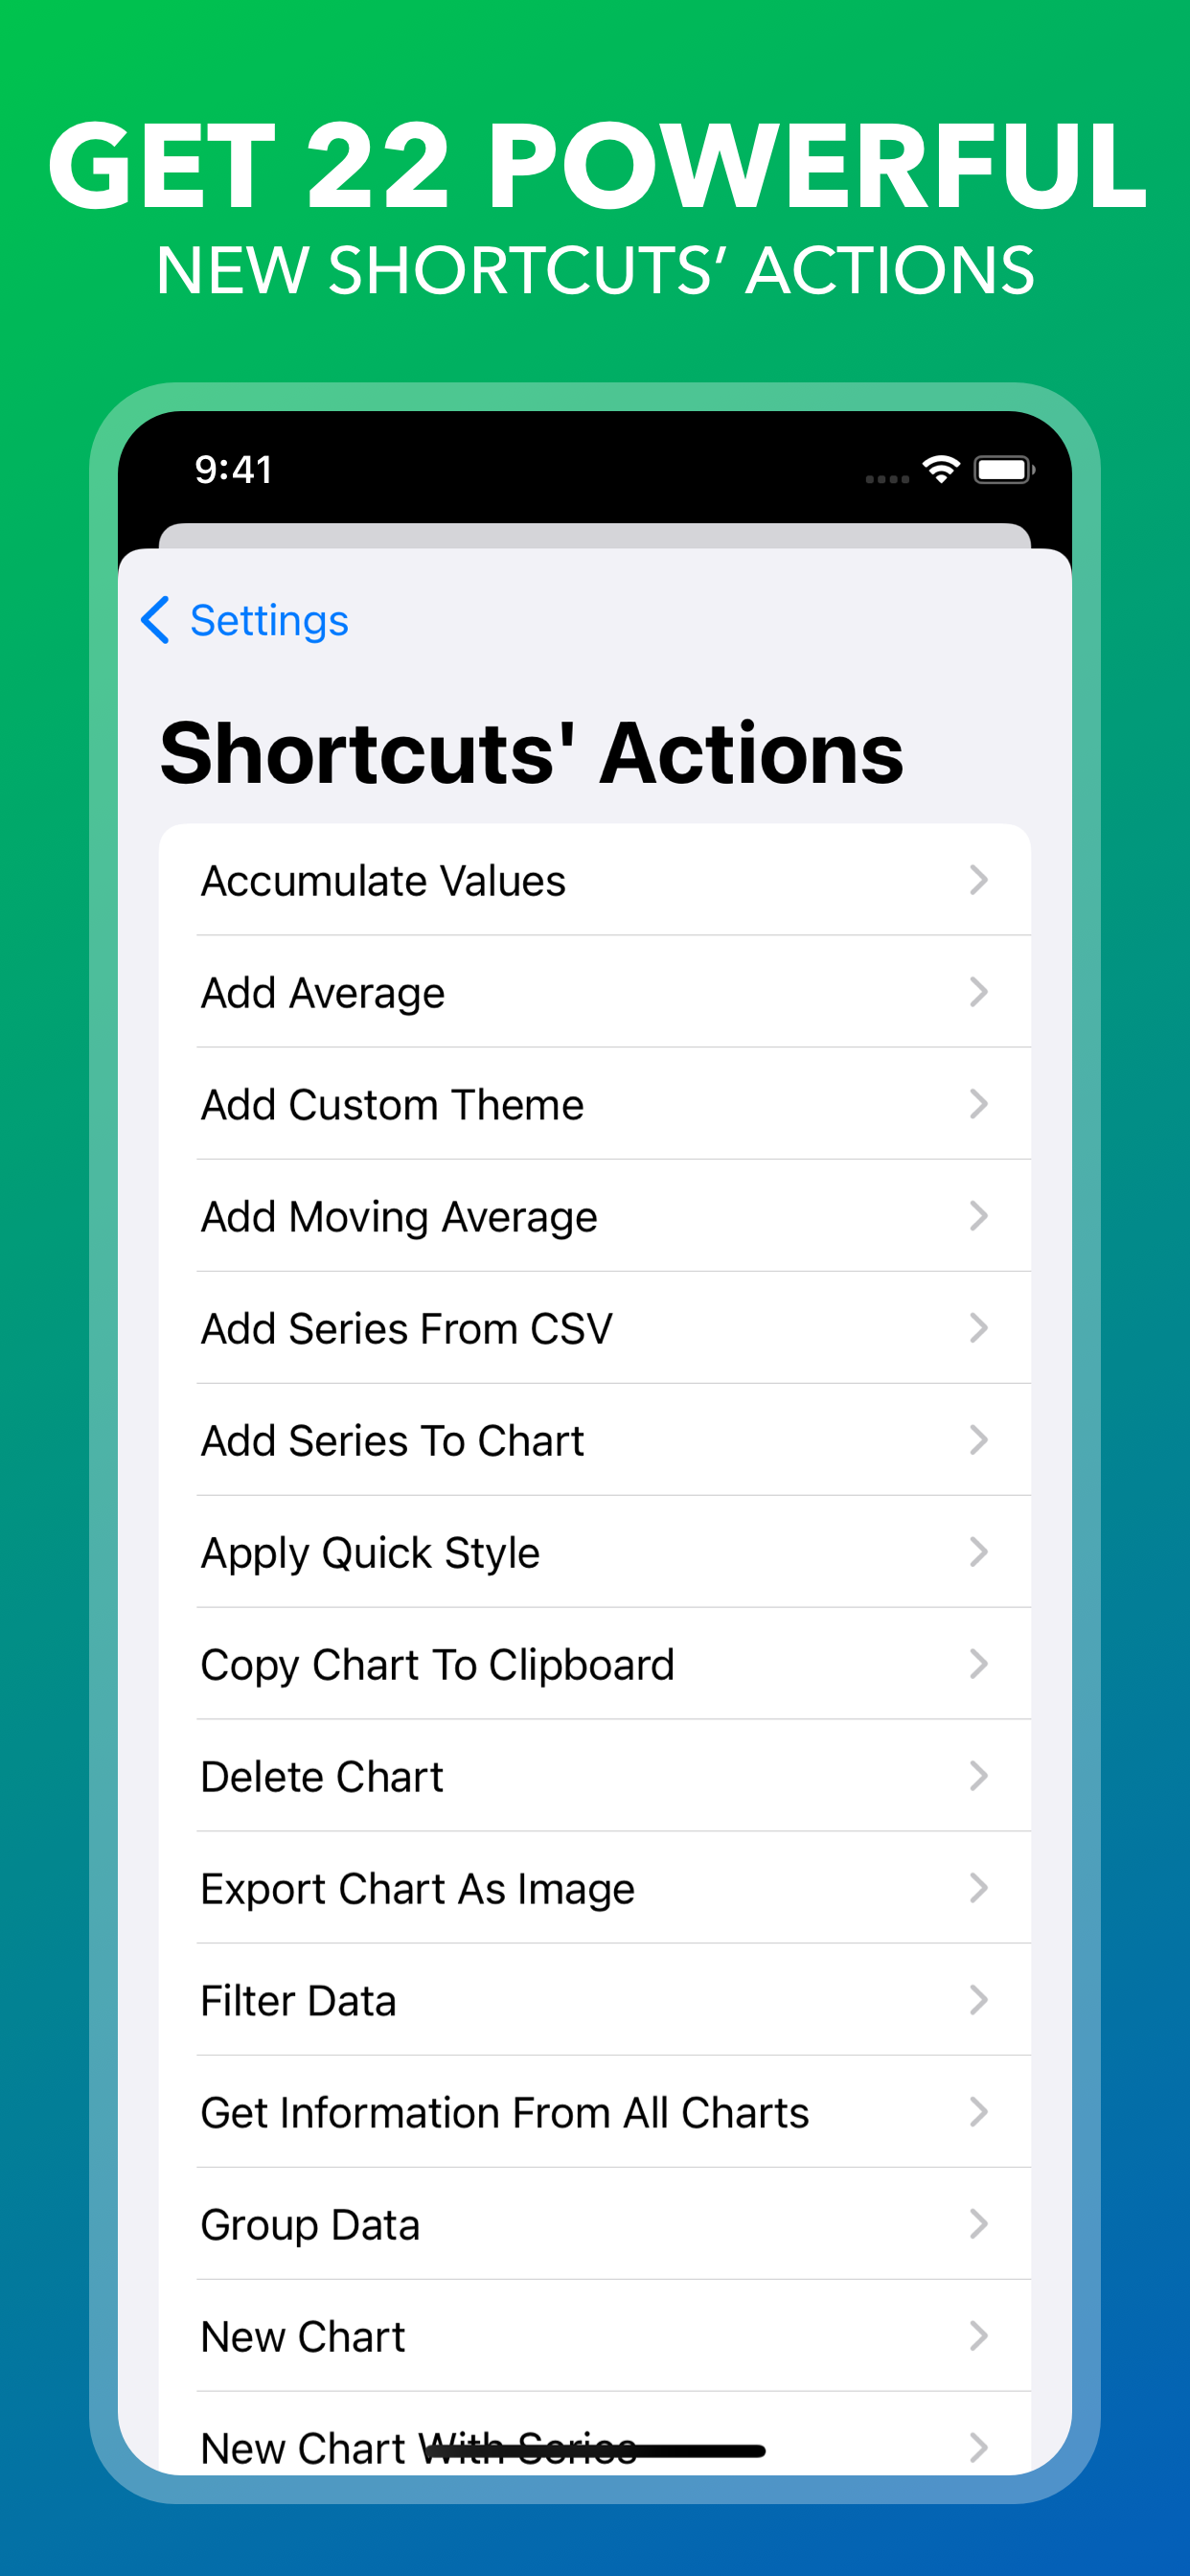 GET 22 POWERFUL
NEW SHORTCUTS’ ACTIONS
9:41
Settings
Shortcuts' Actions
Accumulate Values
Add Average
Add Custom Theme
Add Moving Average
Add Series From CSV
Add Series To Chart
Apply Quick Style
Copy Chart To Clipboard
Delete Chart
Export Chart As Image
Filter Data
Get Information From All Charts
Group Data
New Chart
New Chart With Series